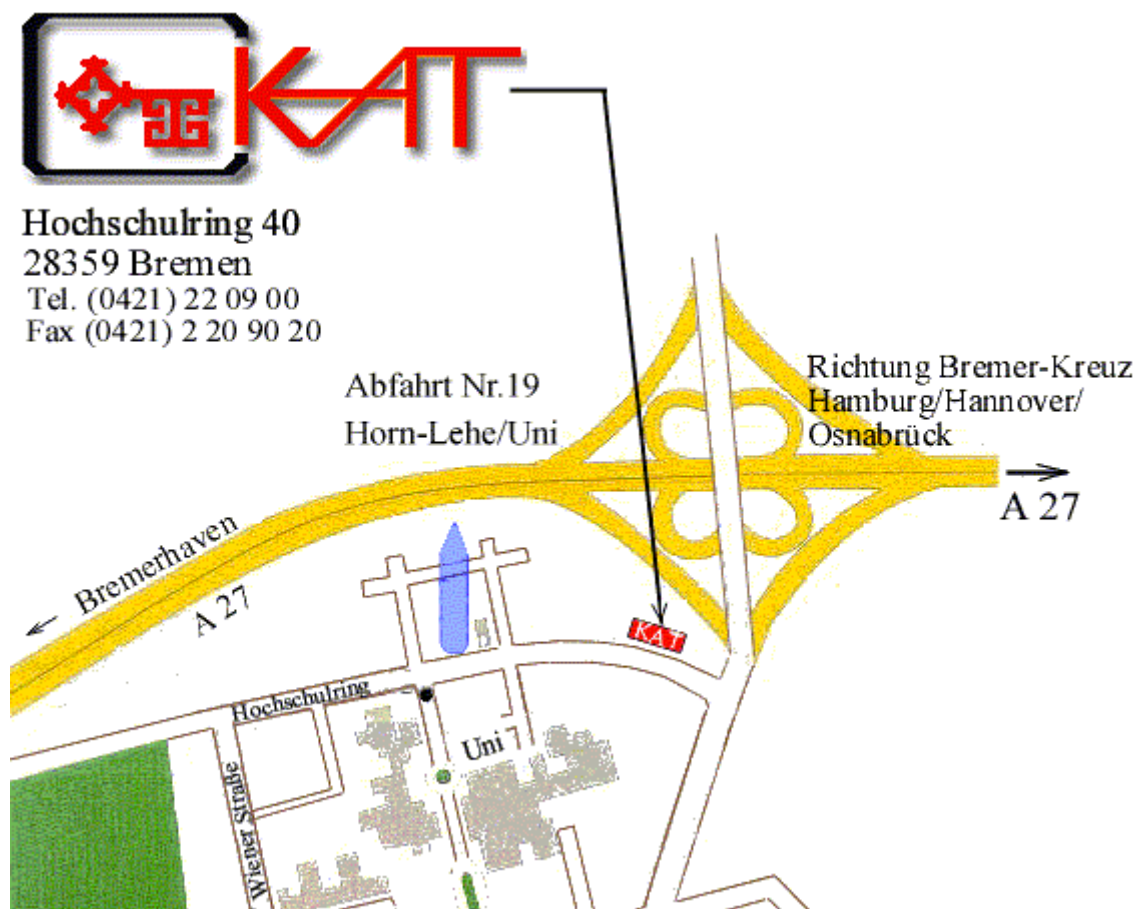 KAT
Hochschulring 40
28359 Bremen
Tel. (0421) 22 09 00
Fax (0421) 2 20 90 20
Abfahrt Nr.19
Horn-Lehe/Uni
Richtung Bremer-Kreuz
Hamburg/Hannover/
Osnabrück
A 27
Bremerhaven
A 27
KAT
Hochschulring
Uni
Wiener Straße